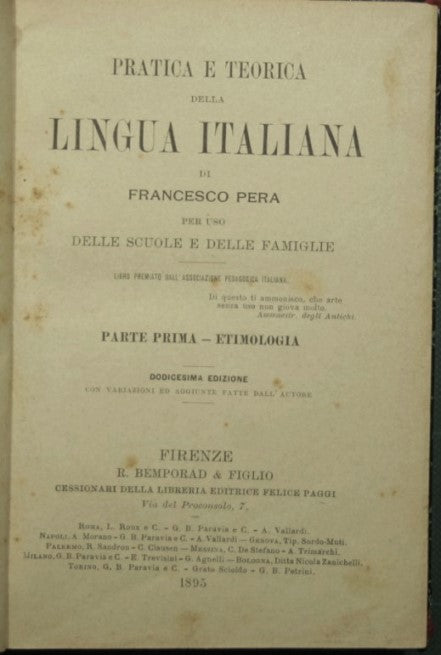 PRATICA E TEORICA
DELLA
LINGUA ITALIANA
DI
FRANCESCO PERA
PER USO
DELLE SCUOLE E DELLE FAMIGLIE
LIBRO PREMIATO DALL'ASSOCIAZIONE PEDAGOGICA ITALIANA.
Di questo ti ammonisco, che arte
senza uso non giova molto.
Ammaestr. degli Antichi.
PARTE PRIMA — ETIMOLOGIA
DODICESIMA EDIZIONE
CON VARIAZIONI ED AGGIUNTE FATTE DALL'AUTORE
FIRENZE
R. BEMPORAD & FIGLIO
CESSIONARI DELLA LIBRERIA EDITRICE FELICE PAGGI
Via del Proconsolo, 7.
ROMA, L. Roux e C. - G. B. Paravia e C. - A. Vallardi.
NAPOLI, A. Morano - G. B. Paravia e C. - A. Vallardi — GENOVA, Tip. Sordo-Muti.
PALERMO, R. Sandron - C. Clausen — MESSINA, C. De Stefano - A. Trimarchi.
MILANO, G. B. Paravia e C. - E. Trevisini - G. Agnelli — BOLOGNA, Ditta Nicola Zanichelli.
TORINO, G. B. Paravia e C. - Grato Scioldo - G. B. Petrini.
1895